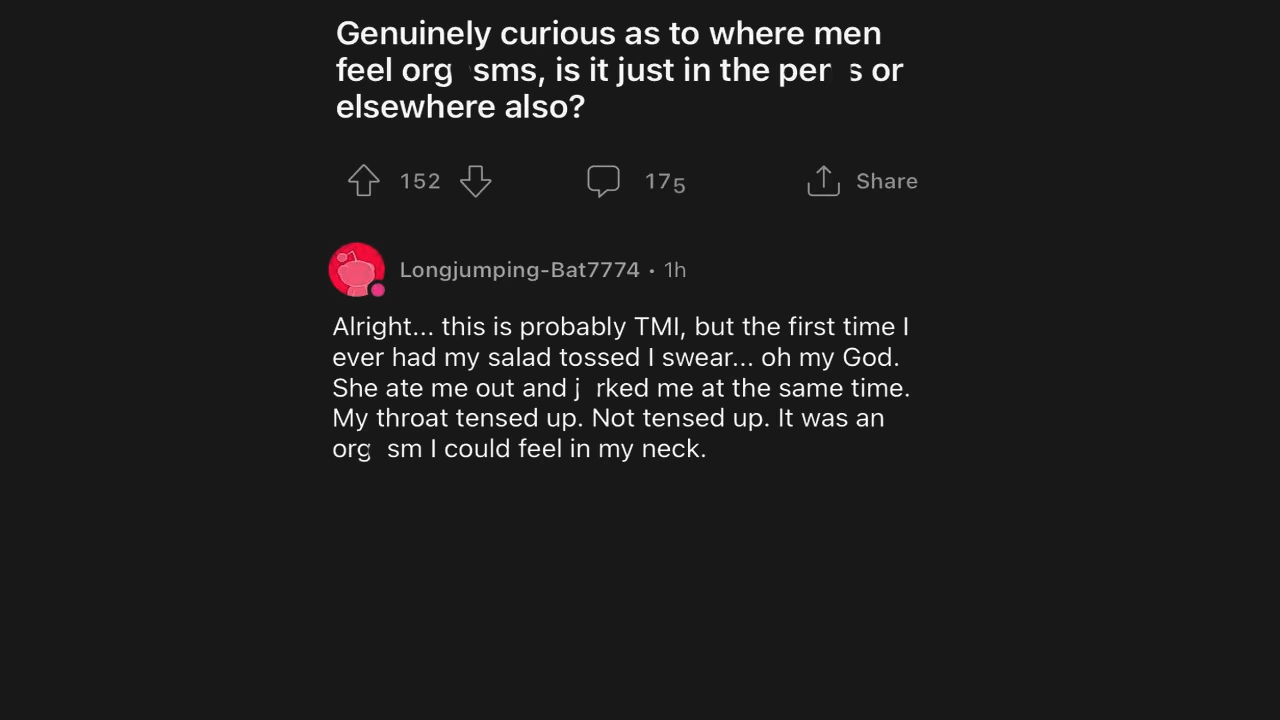 Genuinely curious as to where men
feel org sms, is it just in the per s or
elsewhere also?
152 175 Share
Longjumping-Bat7774 • 1h
Alright... this is probably TMI, but the first time I
ever had my salad tossed I swear... oh my God.
She ate me out and j rked me at the same time.
My throat tensed up. Not tensed up. It was an
org sm I could feel in my neck.